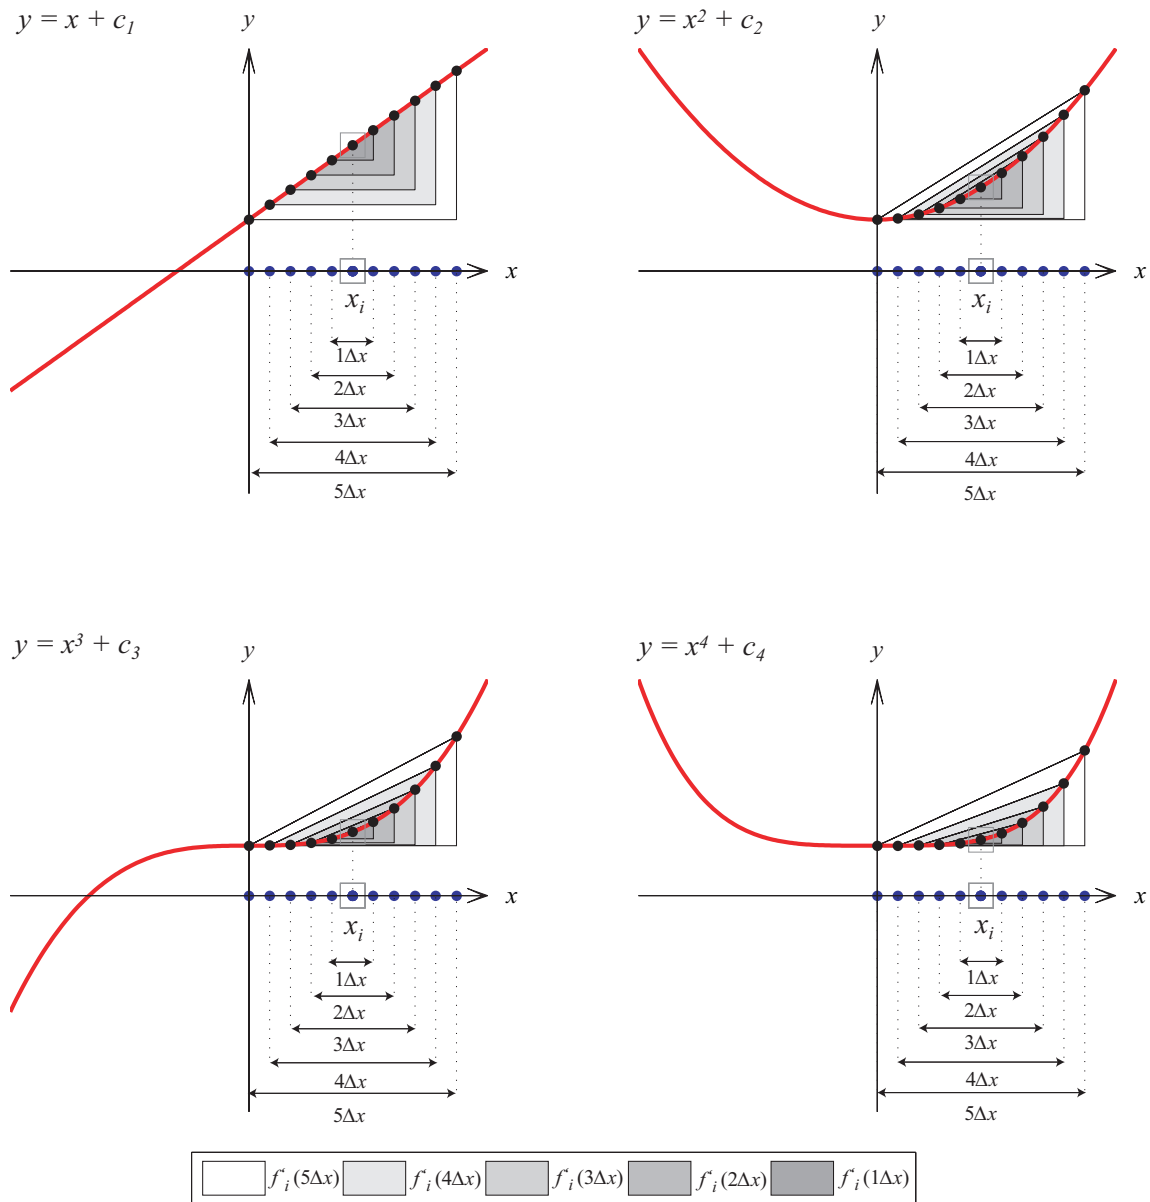 y = x + c₁
y
x
xᵢ
1Δx
2Δx
3Δx
4Δx
5Δx
y = x² + c₂
y
x
xᵢ
1Δx
2Δx
3Δx
4Δx
5Δx
y = x³ + c₃
y
x
xᵢ
1Δx
2Δx
3Δx
4Δx
5Δx
y = x⁴ + c₄
y
x
xᵢ
1Δx
2Δx
3Δx
4Δx
5Δx
f'ᵢ(5Δx) f'ᵢ(4Δx) f'ᵢ(3Δx) f'ᵢ(2Δx) f'ᵢ(1Δx)